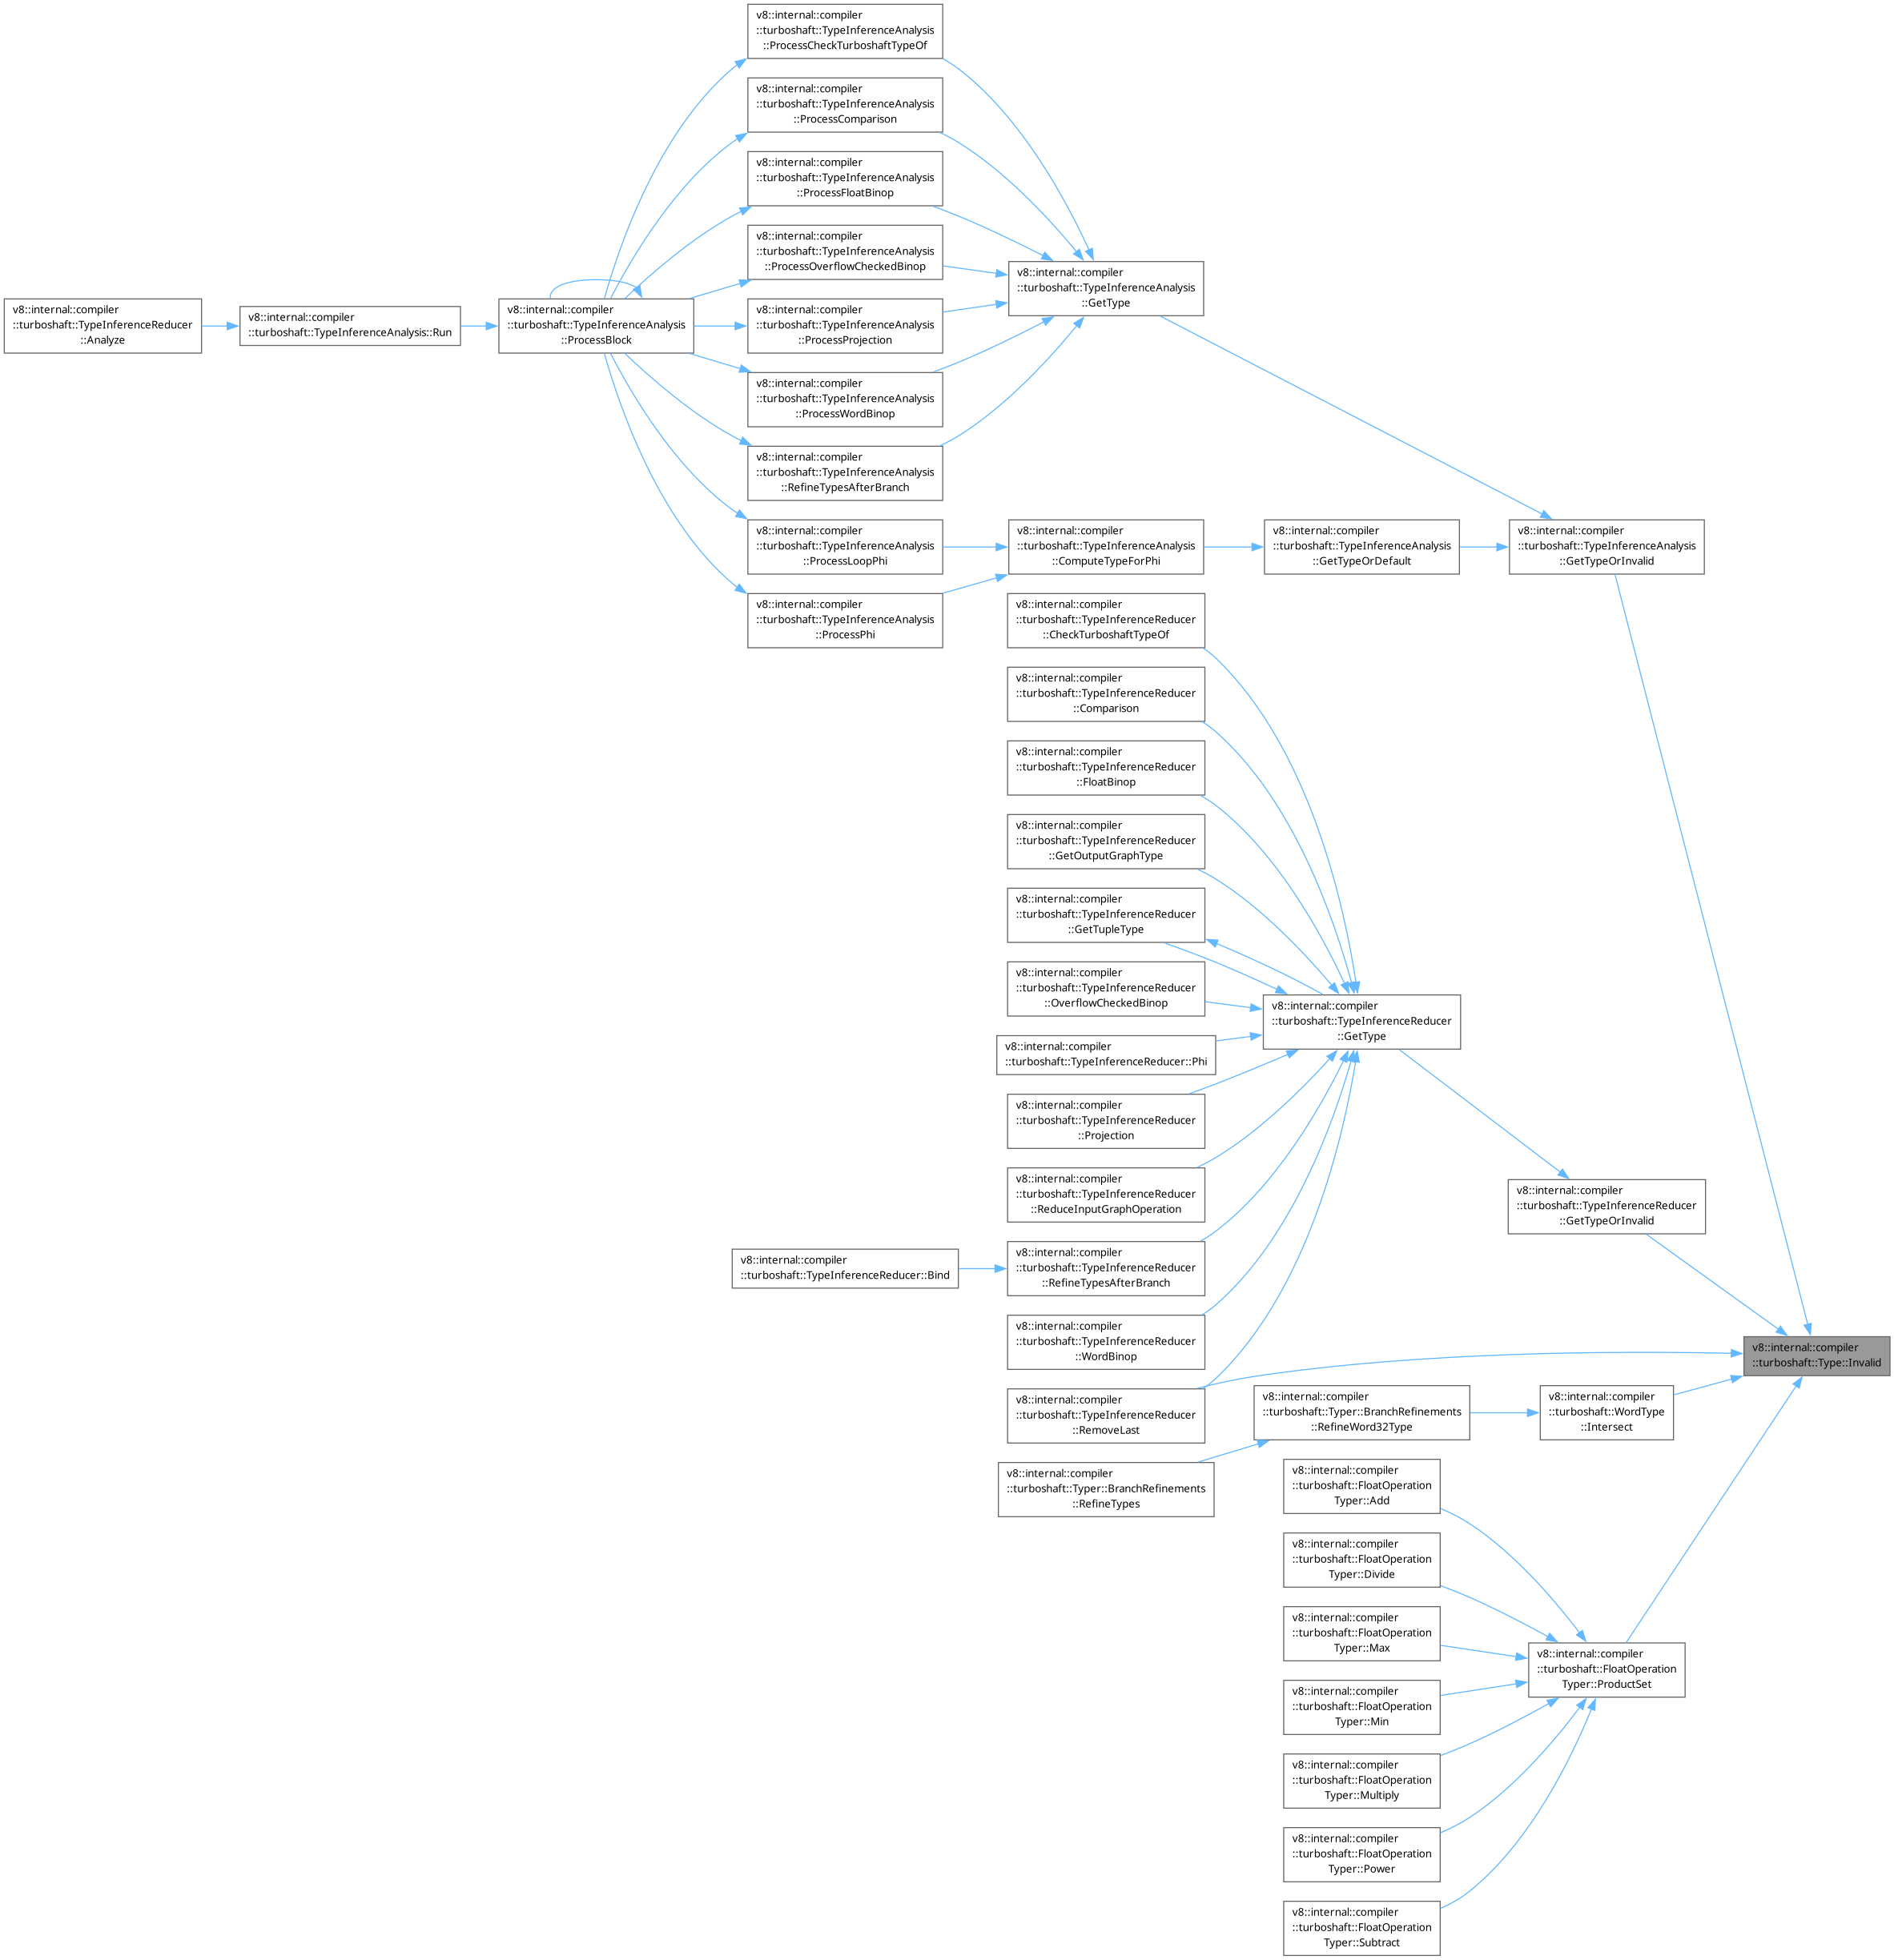 v8::internal::compiler
::turboshaft::TypeInferenceAnalysis
::ProcessCheckTurboshaftTypeOf
v8::internal::compiler
::turboshaft::TypeInferenceAnalysis
::ProcessComparison
v8::internal::compiler
::turboshaft::TypeInferenceAnalysis
::ProcessFloatBinop
v8::internal::compiler
::turboshaft::TypeInferenceAnalysis
::ProcessOverflowCheckedBinop
v8::internal::compiler
::turboshaft::TypeInferenceAnalysis
::GetType
v8::internal::compiler
::turboshaft::TypeInferenceReducer
::Analyze
v8::internal::compiler
::turboshaft::TypeInferenceAnalysis::Run
v8::internal::compiler
::turboshaft::TypeInferenceAnalysis
::ProcessBlock
v8::internal::compiler
::turboshaft::TypeInferenceAnalysis
::ProcessProjection
v8::internal::compiler
::turboshaft::TypeInferenceAnalysis
::ProcessWordBinop
v8::internal::compiler
::turboshaft::TypeInferenceAnalysis
::RefineTypesAfterBranch
v8::internal::compiler
::turboshaft::TypeInferenceAnalysis
::ProcessLoopPhi
v8::internal::compiler
::turboshaft::TypeInferenceAnalysis
::ComputeTypeForPhi
v8::internal::compiler
::turboshaft::TypeInferenceAnalysis
::GetTypeOrDefault
v8::internal::compiler
::turboshaft::TypeInferenceAnalysis
::GetTypeOrInvalid
v8::internal::compiler
::turboshaft::TypeInferenceAnalysis
::ProcessPhi
v8::internal::compiler
::turboshaft::TypeInferenceReducer
::CheckTurboshaftTypeOf
v8::internal::compiler
::turboshaft::TypeInferenceReducer
::Comparison
v8::internal::compiler
::turboshaft::TypeInferenceReducer
::FloatBinop
v8::internal::compiler
::turboshaft::TypeInferenceReducer
::GetOutputGraphType
v8::internal::compiler
::turboshaft::TypeInferenceReducer
::GetTupleType
v8::internal::compiler
::turboshaft::TypeInferenceReducer
::OverflowCheckedBinop
v8::internal::compiler
::turboshaft::TypeInferenceReducer
::GetType
v8::internal::compiler
::turboshaft::TypeInferenceReducer::Phi
v8::internal::compiler
::turboshaft::TypeInferenceReducer
::Projection
v8::internal::compiler
::turboshaft::TypeInferenceReducer
::ReduceInputGraphOperation
v8::internal::compiler
::turboshaft::TypeInferenceReducer
::GetTypeOrInvalid
v8::internal::compiler
::turboshaft::TypeInferenceReducer::Bind
v8::internal::compiler
::turboshaft::TypeInferenceReducer
::RefineTypesAfterBranch
v8::internal::compiler
::turboshaft::TypeInferenceReducer
::WordBinop
v8::internal::compiler
::turboshaft::Type::Invalid
v8::internal::compiler
::turboshaft::TypeInferenceReducer
::RemoveLast
v8::internal::compiler
::turboshaft::Typer::BranchRefinements
::RefineWord32Type
v8::internal::compiler
::turboshaft::WordType
::Intersect
v8::internal::compiler
::turboshaft::Typer::BranchRefinements
::RefineTypes
v8::internal::compiler
::turboshaft::FloatOperation
Typer::Add
v8::internal::compiler
::turboshaft::FloatOperation
Typer::Divide
v8::internal::compiler
::turboshaft::FloatOperation
Typer::Max
v8::internal::compiler
::turboshaft::FloatOperation
Typer::ProductSet
v8::internal::compiler
::turboshaft::FloatOperation
Typer::Min
v8::internal::compiler
::turboshaft::FloatOperation
Typer::Multiply
v8::internal::compiler
::turboshaft::FloatOperation
Typer::Power
v8::internal::compiler
::turboshaft::FloatOperation
Typer::Subtract